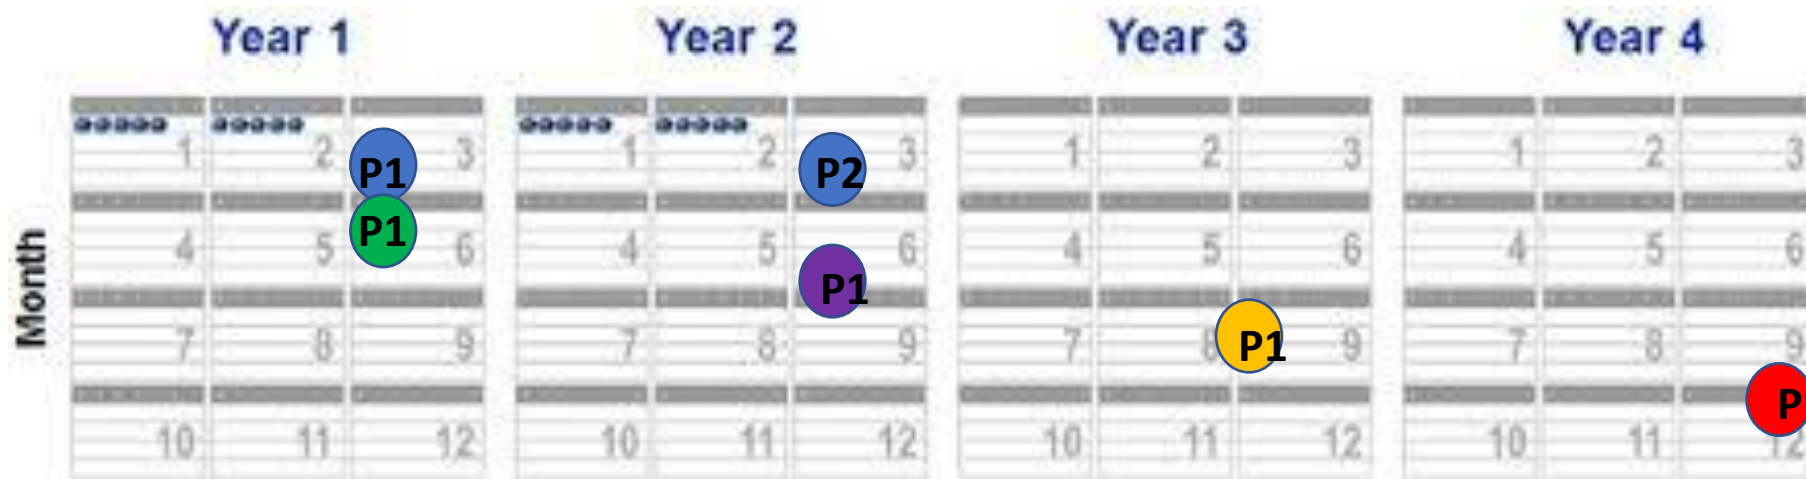 Year 1 Year 2 Year 3 Year 4
Month
1 2 3 1 2 3 1 2 3 1 2 3
P1 P2
4 5 6 4 5 6 4 5 6 4 5 6
P1 P1
7 8 9 7 8 9 7 8 9 7 8 9
P1
P
10 11 12 10 11 12 10 11 12 10 11 12